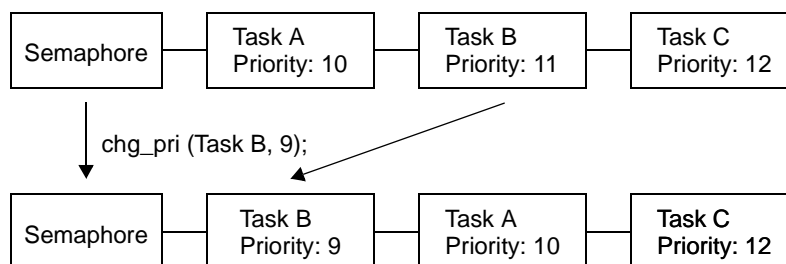 Semaphore
Task A
Priority: 10
Task B
Priority: 11
Task C
Priority: 12
chg_pri (Task B, 9);
Semaphore
Task B
Priority: 9
Task A
Priority: 10
Task C
Priority: 12